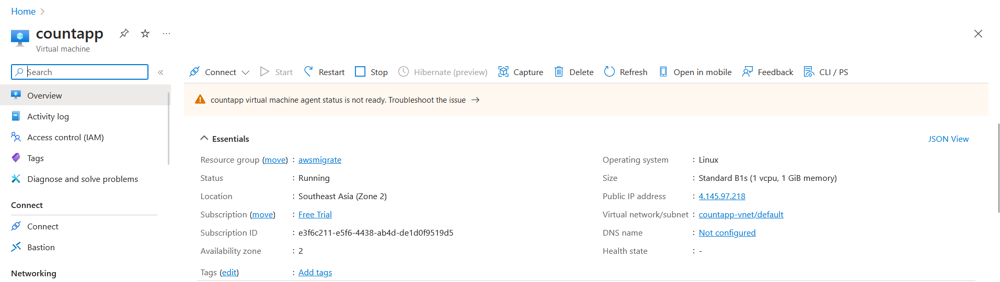 Home
countapp
Virtual machine
Search
Connect Start Restart Stop Hibernate (preview) Capture Delete Refresh Open in mobile Feedback CLI / PS
Overview
Activity log
Access control (IAM)
Tags
Diagnose and solve problems
Connect
Connect
Bastion
Networking
countapp virtual machine agent status is not ready. Troubleshoot the issue →
Essentials
JSON View
Resource group (move) : awsmigrate
Status : Running
Location : Southeast Asia (Zone 2)
Subscription (move) : Free Trial
Subscription ID : e3f6c211-e5f6-4438-ab4d-de1d0f9519d5
Availability zone : 2
Tags (edit) : Add tags
Operating system : Linux
Size : Standard B1s (1 vcpu, 1 GiB memory)
Public IP address : 4.145.97.218
Virtual network/subnet : countapp-vnet/default
DNS name : Not configured
Health state : -